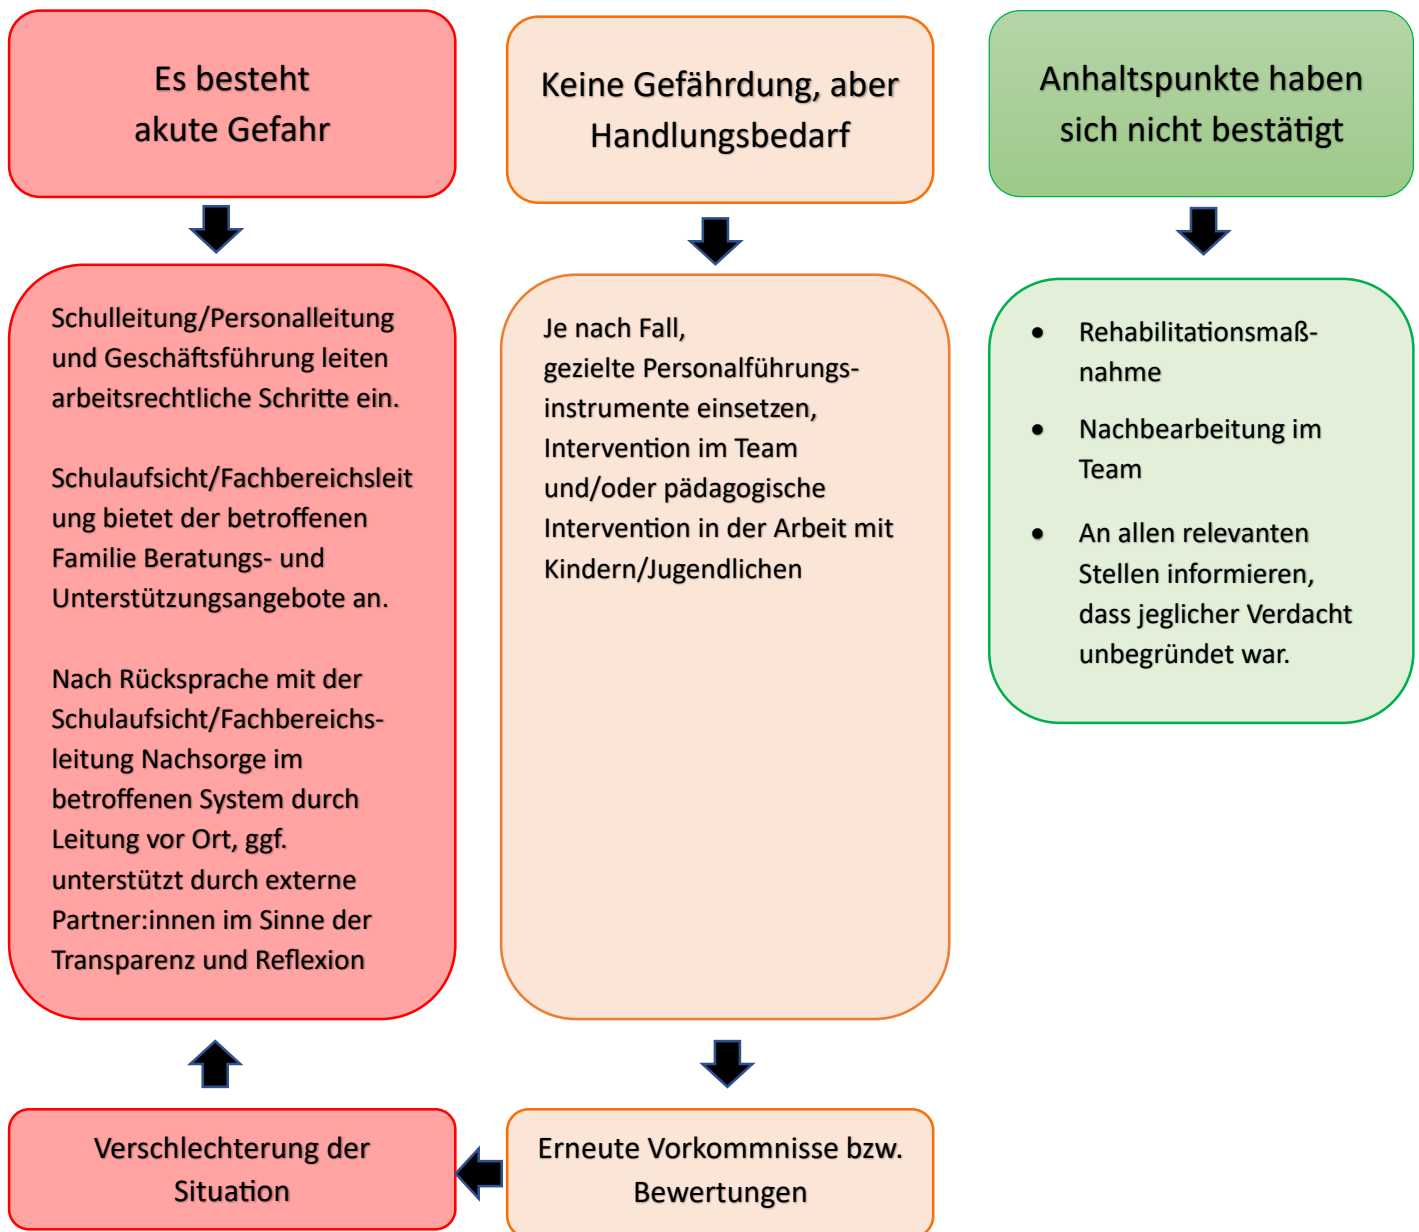 Es besteht
akute Gefahr
Schulleitung/Personalleitung
und Geschäftsführung leiten
arbeitsrechtliche Schritte ein.
Schulaufsicht/Fachbereichsleit
ung bietet der betroffenen
Familie Beratungs- und
Unterstützungsangebote an.
Nach Rücksprache mit der
Schulaufsicht/Fachbereichs-
leitung Nachsorge im
betroffenen System durch
Leitung vor Ort, ggf.
unterstützt durch externe
Partner:innen im Sinne der
Transparenz und Reflexion
Verschlechterung der
Situation
Keine Gefährdung, aber
Handlungsbedarf
Je nach Fall,
gezielte Personalführungs-
instrumente einsetzen,
Intervention im Team
und/oder pädagogische
Intervention in der Arbeit mit
Kindern/Jugendlichen
Erneute Vorkommnisse bzw.
Bewertungen
Anhaltspunkte haben
sich nicht bestätigt
• Rehabilitationsmaß-
nahme
• Nachbearbeitung im
Team
• An allen relevanten
Stellen informieren,
dass jeglicher Verdacht
unbegründet war.